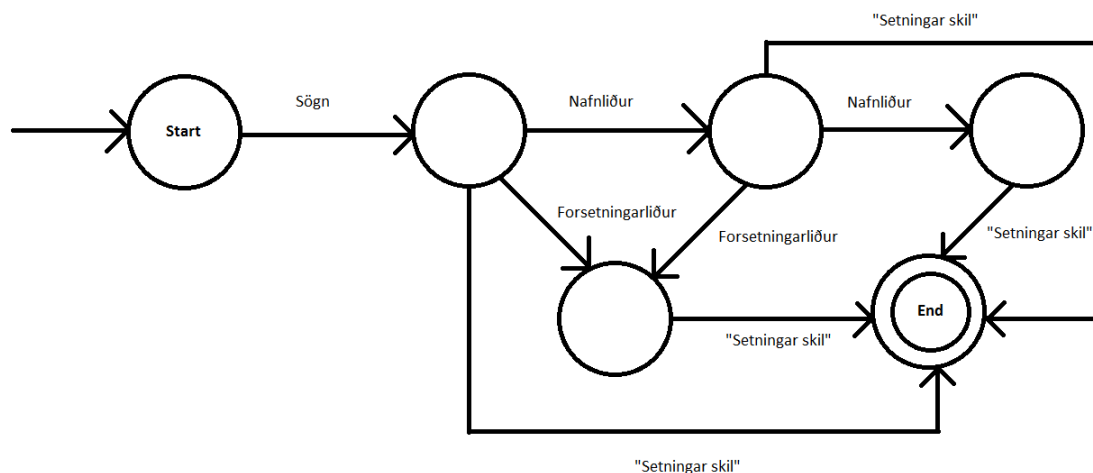 "Setningar skil"
Sögn
Nafnliður
Nafnliður
Start
Forsetningarliður
Forsetningarliður
"Setningar skil"
End
"Setningar skil"
"Setningar skil"